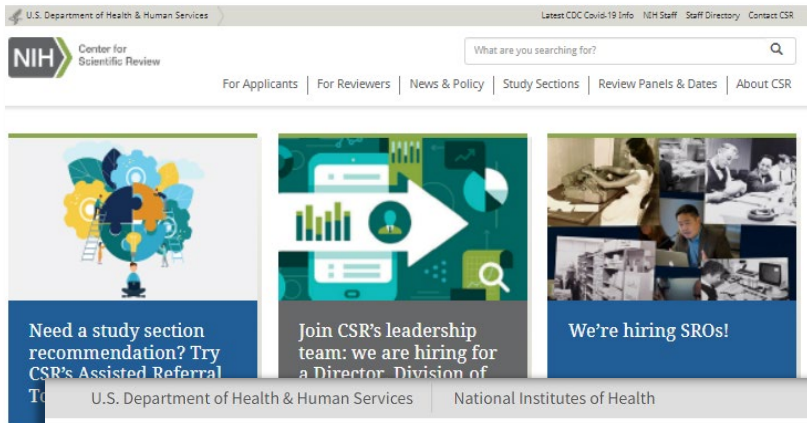 U.S. Department of Health & Human Services
Latest CDC Covid-19 Info NIH Staff Staff Directory Contact CSR
NIH
Center for
Scientific Review
What are you searching for?
For Applicants | For Reviewers | News & Policy | Study Sections | Review Panels & Dates | About CSR
Need a study section
recommendation? Try
CSR's Assisted Referral
Join CSR's leadership
team: we are hiring for
a Director, Division of
We're hiring SROs!
U.S. Department of Health & Human Services
National Institutes of Health